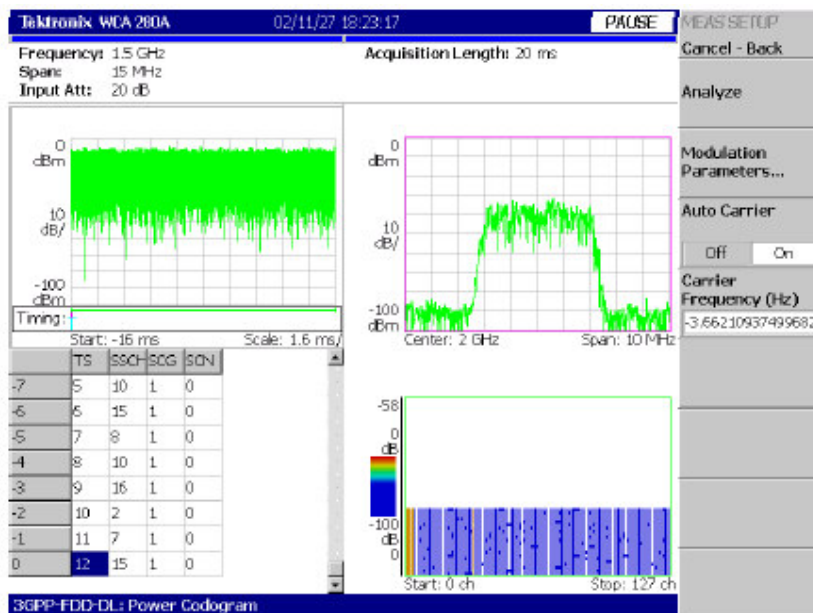 Tektronix WCA 280A 02/11/27 18:23:17 PAUSE
MEAS SETUP
Cancel - Back
Frequency: 1.5 GHz
Acquisition Length: 20 ms
Span: 15 MHz
Input Att: 20 dB
Analyze
Modulation
Parameters...
Auto Carrier
Off On
Carrier
Frequency (Hz)
-3.66210937499682
0
dBm
10
dB/
-100
dBm
Timing:
Start: -16 ms Scale: 1.6 ms/
0
dBm
10
dB/
-100
dBm
Center: 2 GHz Span: 10 MHz
TS SSCH SCG SCN
-7 5 10 1 0
-6 6 15 1 0
-5 7 8 1 0
-4 8 10 1 0
-3 9 16 1 0
-2 10 2 1 0
-1 11 7 1 0
0 12 15 1 0
-58
0
dB
-100
dB
0
Start: 0 ch Stop: 127 ch
3GPP-FDD-DL: Power Codogram